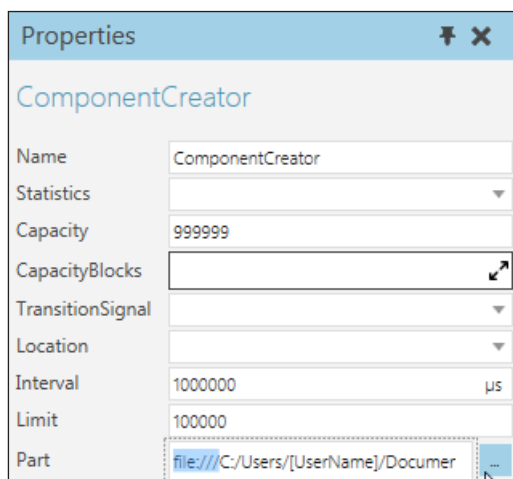 Properties
ComponentCreator
Name ComponentCreator
Statistics
Capacity 999999
CapacityBlocks
TransitionSignal
Location
Interval 1000000 µs
Limit 100000
Part file:///C:/Users/[UserName]/Documer ...